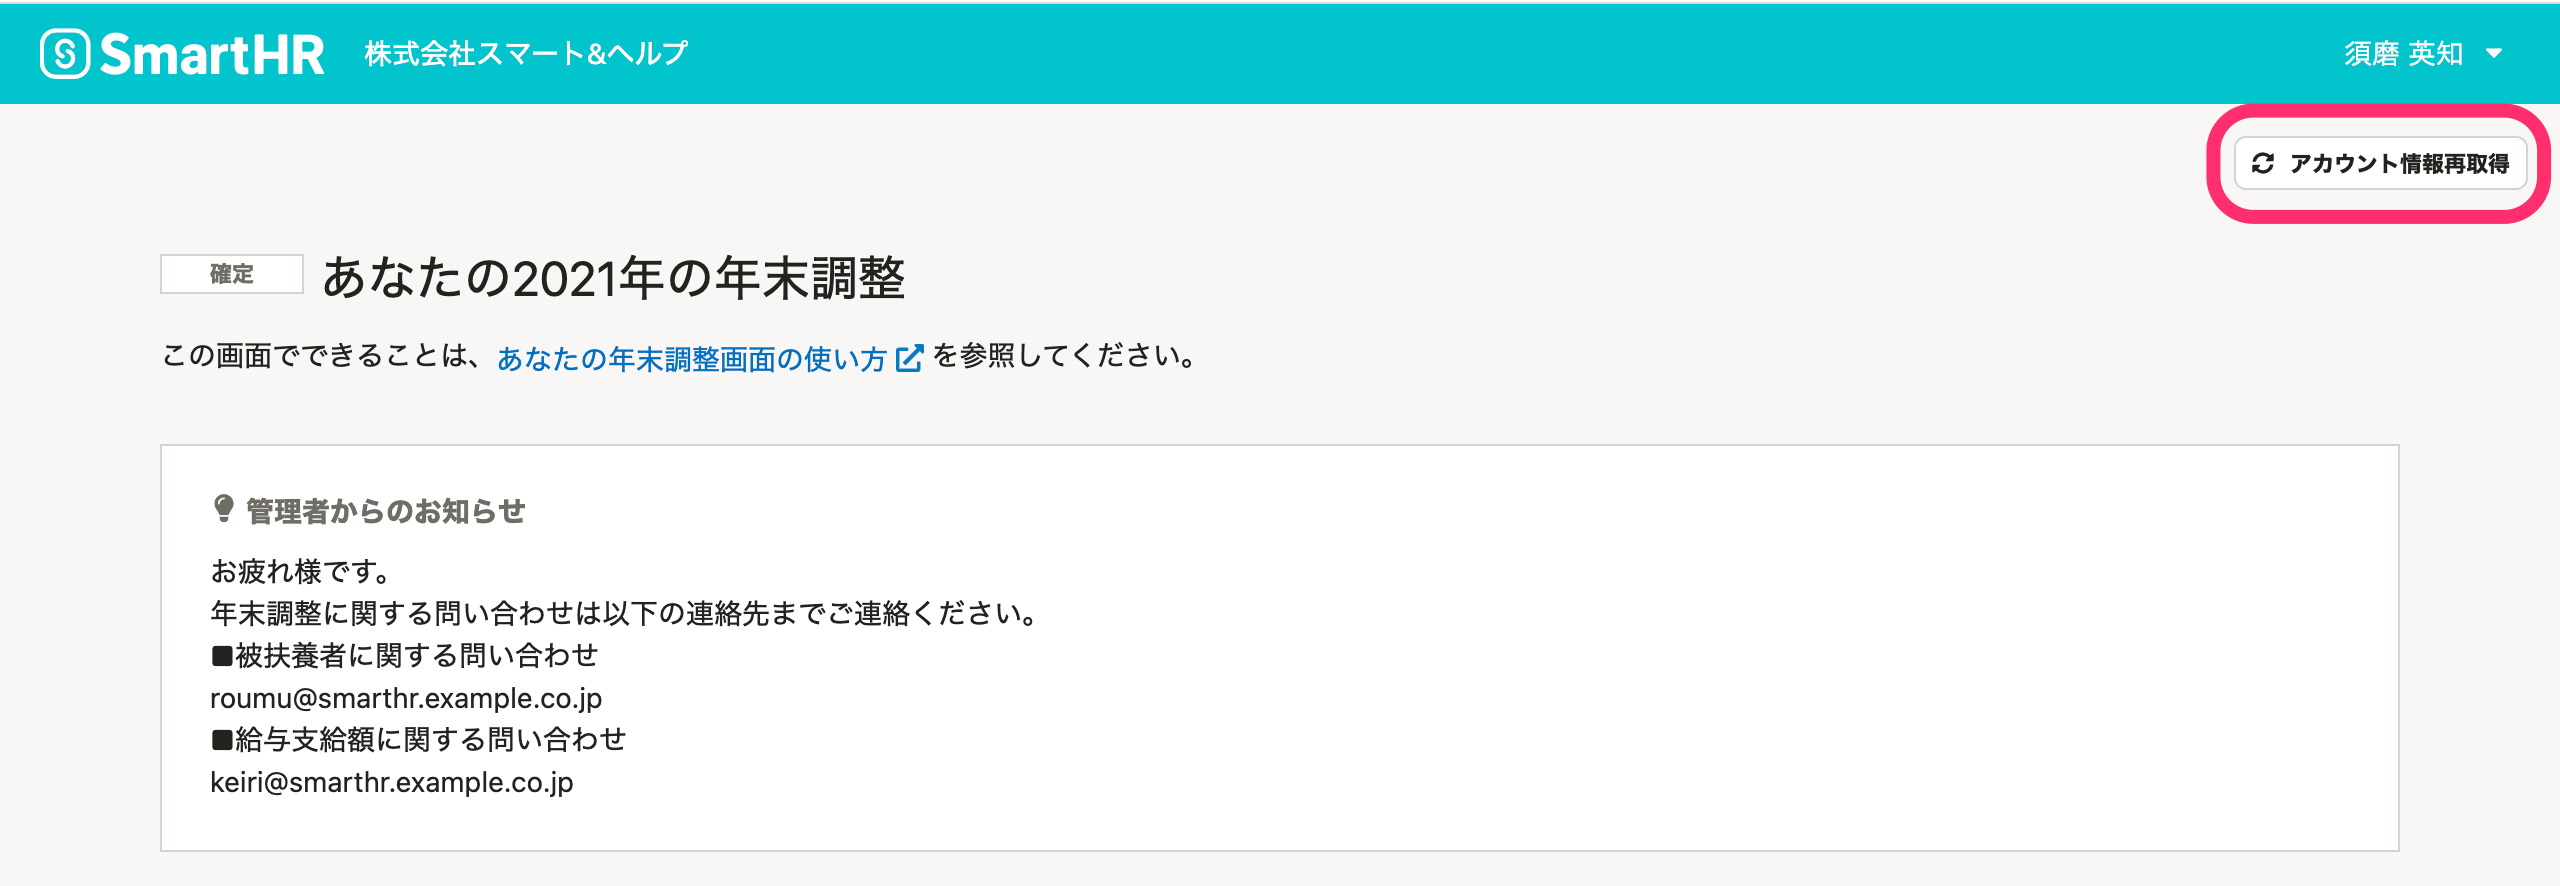 SmartHR 株式会社スマート&ヘルプ 須磨 英知
アカウント情報再取得
確定 あなたの2021年の年末調整
この画面でできることは、あなたの年末調整画面の使い方 を参照してください。
管理者からのお知らせ
お疲れ様です。
年末調整に関する問い合わせは以下の連絡先までご連絡ください。
■被扶養者に関する問い合わせ
roumu@smarthr.example.co.jp
■給与支給額に関する問い合わせ
keiri@smarthr.example.co.jp